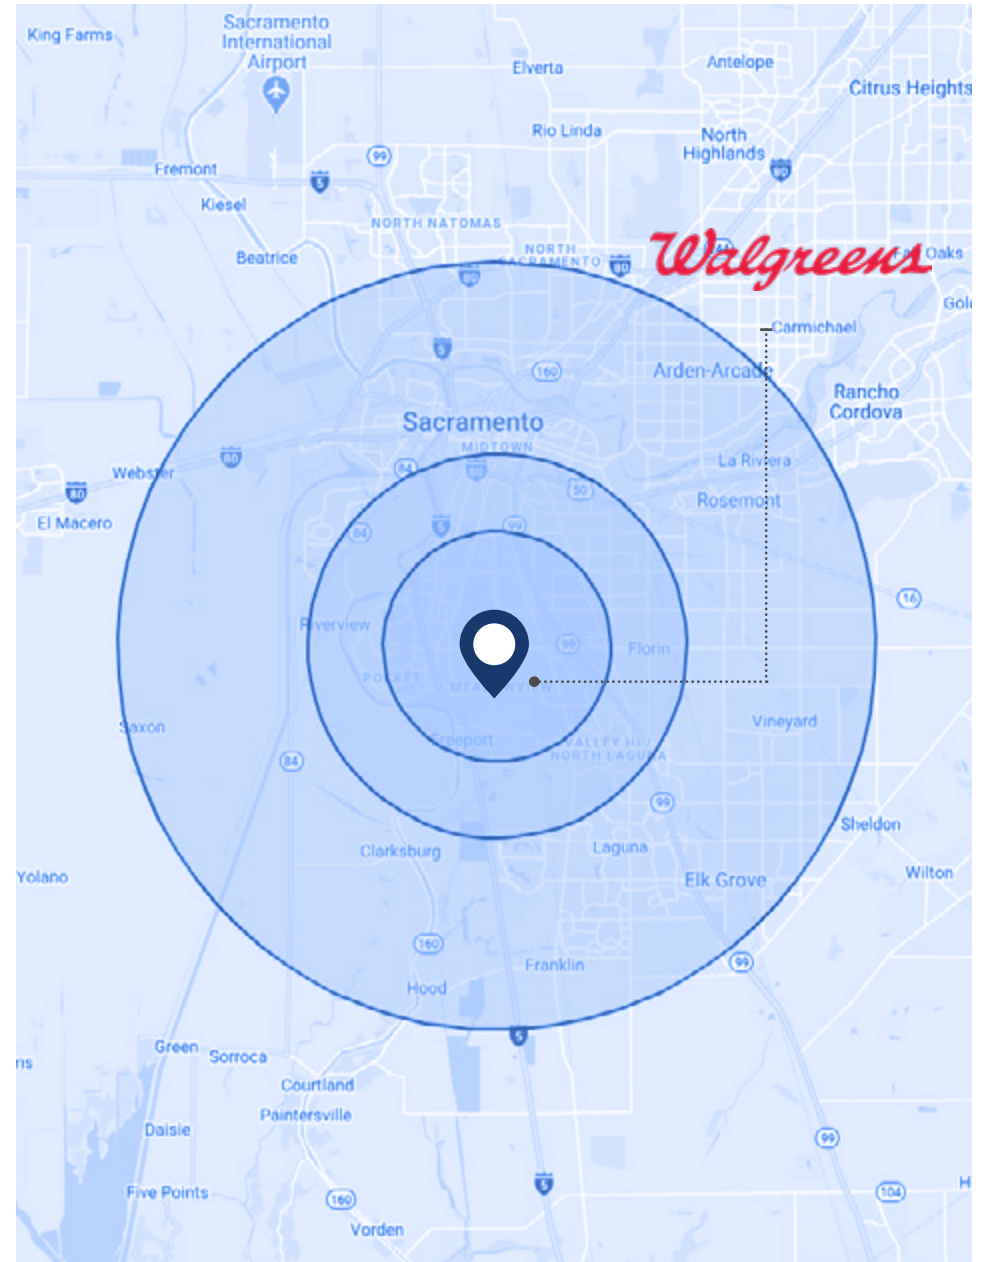 Sacramento
International
Airport
King Farms
Elverta
Antelope
Citrus Heights
Rio Linda
North
Highlands
99
80
Fremont
5
Kiesel
NORTH NATOMAS
Beatrice
NORTH
SACRAMENTO
80
Walgreens
Oaks
80
Carmichael
5
160
Arden-Arcade
Rancho
Cordova
Sacramento
MIDTOWN
Webster
80
84
80
La Riviera
80
50
Rosemont
El Macero
84
5
99
16
Riverview
99
Florin
POCKET
Saxon
Freeport
Vineyard
VALLEY HI /
NORTH LAGUNA
84
99
Sheldon
Clarksburg
Laguna
Yolano
Elk Grove
Wilton
160
99
Franklin
Hood
5
Green
Sorroca
Courtland
Paintersville
Daisie
99
Five Points
5
104
160
Vorden